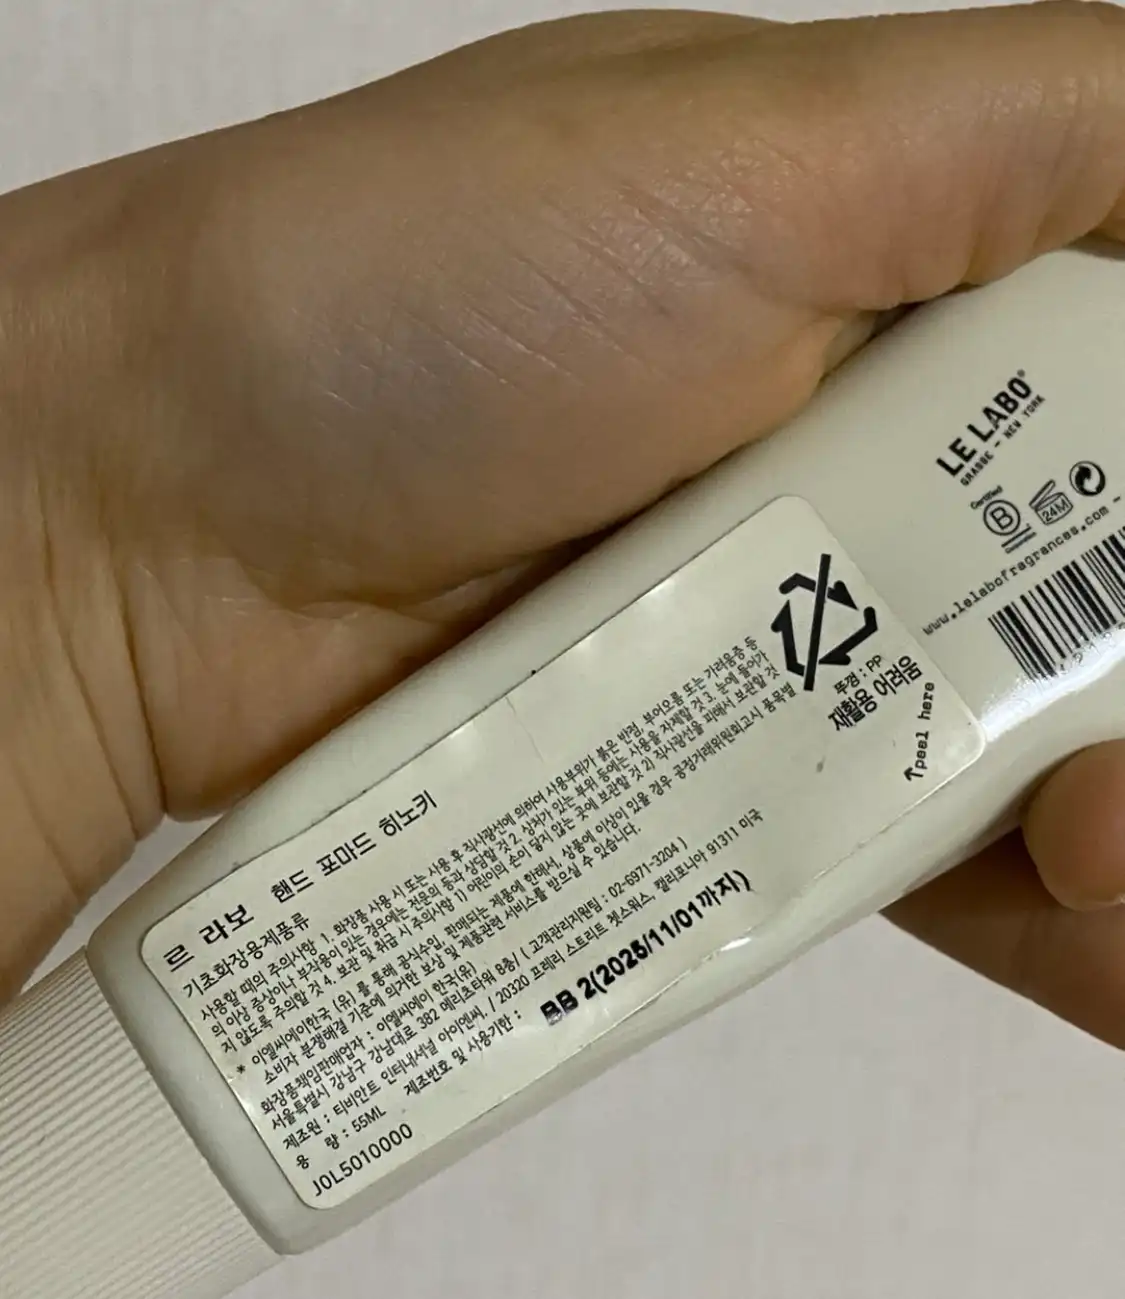 LE LABO®
GRASSE - NEW YORK
Certified
B
Corporation
24M
www.lelabofragrances.com -
르 라보 핸드 포마드 히노키
기초화장용제품류
사용할 때의 주의사항 1. 화장품 사용 시 또는 사용 후 직사광선에 의하여 사용부위가 붉은 반점, 부어오름 또는 가려움증 등
의 이상 증상이나 부작용이 있는 경우에는 전문의 등과 상담할 것 2. 상처가 있는 부위 등에는 사용을 자제할 것 3. 눈에 들어가
지 않도록 주의할 것 4. 보관 및 취급 시 주의사항 1) 어린이의 손이 닿지 않는 곳에 보관할 것 2) 직사광선을 피해서 보관할 것
* 이엘씨에이한국 (유) 를 통해 공식수입, 판매되는 제품에 한해서, 상품에 이상이 있을 경우 공정거래위원회고시 품목별
소비자 분쟁해결 기준에 의거한 보상 및 제품관련 서비스를 받으실 수 있습니다.
화장품책임판매업자 : 이엘씨에이 한국(유)
서울특별시 강남구 강남대로 382 메리츠타워 8층/ ( 고객관리지원팀 : 02-6971-3204 )
제조원 : 티비안트 인터내셔널 아이엔씨. / 20320 프레리 스트리트 챗스워스, 캘리포니아 91311 미국
용 량 : 55ML 제조번호 및 사용기한 : BB 2(2026/11/01까지)
J0L5010000
뚜껑 : PP
재활용 어려움
↑peel here